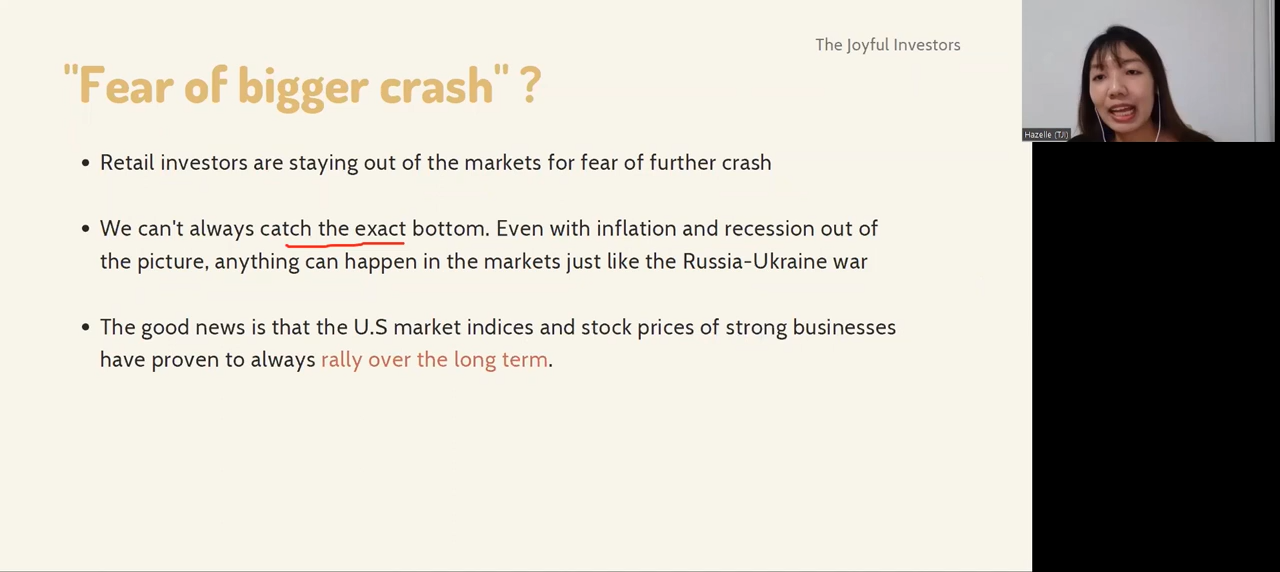 The Joyful Investors
"Fear of bigger crash" ?
Retail investors are staying out of the markets for fear of further crash
We can't always catch the exact bottom. Even with inflation and recession out of
the picture, anything can happen in the markets just like the Russia-Ukraine war
The good news is that the U.S market indices and stock prices of strong businesses
have proven to always rally over the long term.
Hazelle (TJI)